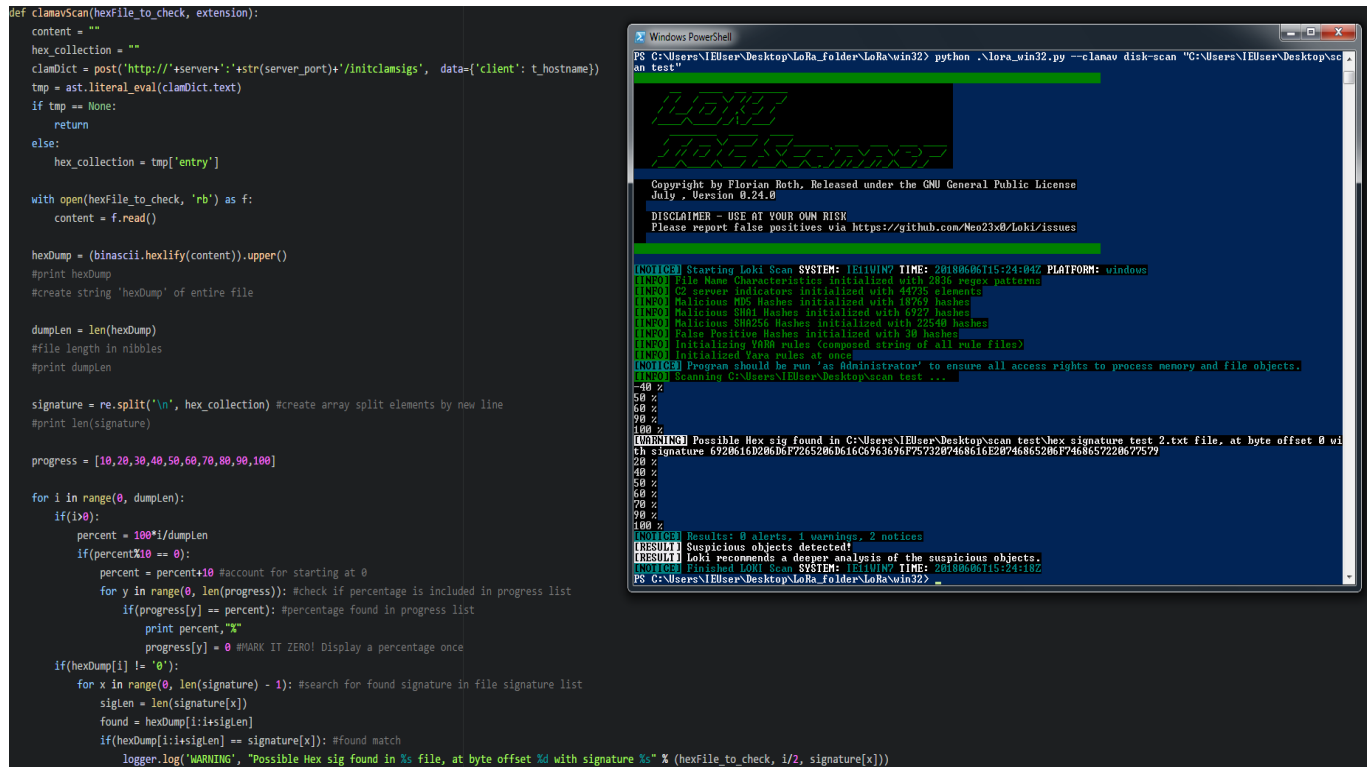 def clamavScan(hexFile_to_check, extension):
content = ""
hex_collection = ""
clamDict = post('http://'+server+':'+str(server_port)+'/initclamsigs', data={'client': t_hostname})
tmp = ast.literal_eval(clamDict.text)
if tmp == None:
return
else:
hex_collection = tmp['entry']
with open(hexFile_to_check, 'rb') as f:
content = f.read()
hexDump = (binascii.hexlify(content)).upper()
#print hexDump
#create string 'hexDump' of entire file
dumpLen = len(hexDump)
#file length in nibbles
#print dumpLen
signature = re.split('\n', hex_collection) #create array split elements by new line
#print len(signature)
progress = [10,20,30,40,50,60,70,80,90,100]
for i in range(0, dumpLen):
if(i>0):
percent = 100*i/dumpLen
if(percent%10 == 0):
percent = percent+10 #account for starting at 0
for y in range(0, len(progress)): #check if percentage is included in progress list
if(progress[y] == percent): #percentage found in progress list
print percent,"%"
progress[y] = 0 #MARK IT ZERO! Display a percentage once
if(hexDump[i] != '0'):
for x in range(0, len(signature) - 1): #search for found signature in file signature list
sigLen = len(signature[x])
found = hexDump[i:i+sigLen]
if(hexDump[i:i+sigLen] == signature[x]): #found match
logger.log('WARNING', "Possible Hex sig found in %s file, at byte offset %d with signature %s" % (hexFile_to_check, i/2, signature[x]))
Windows PowerShell
PS C:\Users\IEUser\Desktop\LoRa_folder\LoRa\win32> python .\lora_win32.py --clamav disk-scan "C:\Users\IEUser\Desktop\sc
an test"
LOKI
IOC Scanner
Copyright by Florian Roth, Released under the GNU General Public License
July , Version 0.24.0
DISCLAIMER - USE AT YOUR OWN RISK
Please report false positives via https://github.com/Neo23x0/Loki/issues
[NOTICE] Starting Loki Scan SYSTEM: IE11WIN7 TIME: 20180606T15:24:04Z PLATFORM: windows
[INFO] File Name Characteristics initialized with 2836 regex patterns
[INFO] C2 server indicators initialized with 44735 elements
[INFO] Malicious MD5 Hashes initialized with 18769 hashes
[INFO] Malicious SHA1 Hashes initialized with 6927 hashes
[INFO] Malicious SHA256 Hashes initialized with 22540 hashes
[INFO] False Positive Hashes initialized with 30 hashes
[INFO] Initializing YARA rules (composed string of all rule files)
[INFO] Initialized Yara rules at once
[NOTICE] Program should be run 'as Administrator' to ensure all access rights to process memory and file objects.
[INFO] Scanning C:\Users\IEUser\Desktop\scan test ...
-40 %
50 %
60 %
90 %
100 %
[WARNING] Possible Hex sig found in C:\Users\IEUser\Desktop\scan test\hex signature test 2.txt file, at byte offset 0 wi
th signature 6920616D206D6F7265206D616C6963696F7573207468616E20746865206F7468657220677579
20 %
40 %
50 %
60 %
70 %
90 %
100 %
[NOTICE] Results: 0 alerts, 1 warnings, 2 notices
[RESULT] Suspicious objects detected!
[RESULT] Loki recommends a deeper analysis of the suspicious objects.
[NOTICE] Finished LOKI Scan SYSTEM: IE11WIN7 TIME: 20180606T15:24:18Z
PS C:\Users\IEUser\Desktop\LoRa_folder\LoRa\win32> _